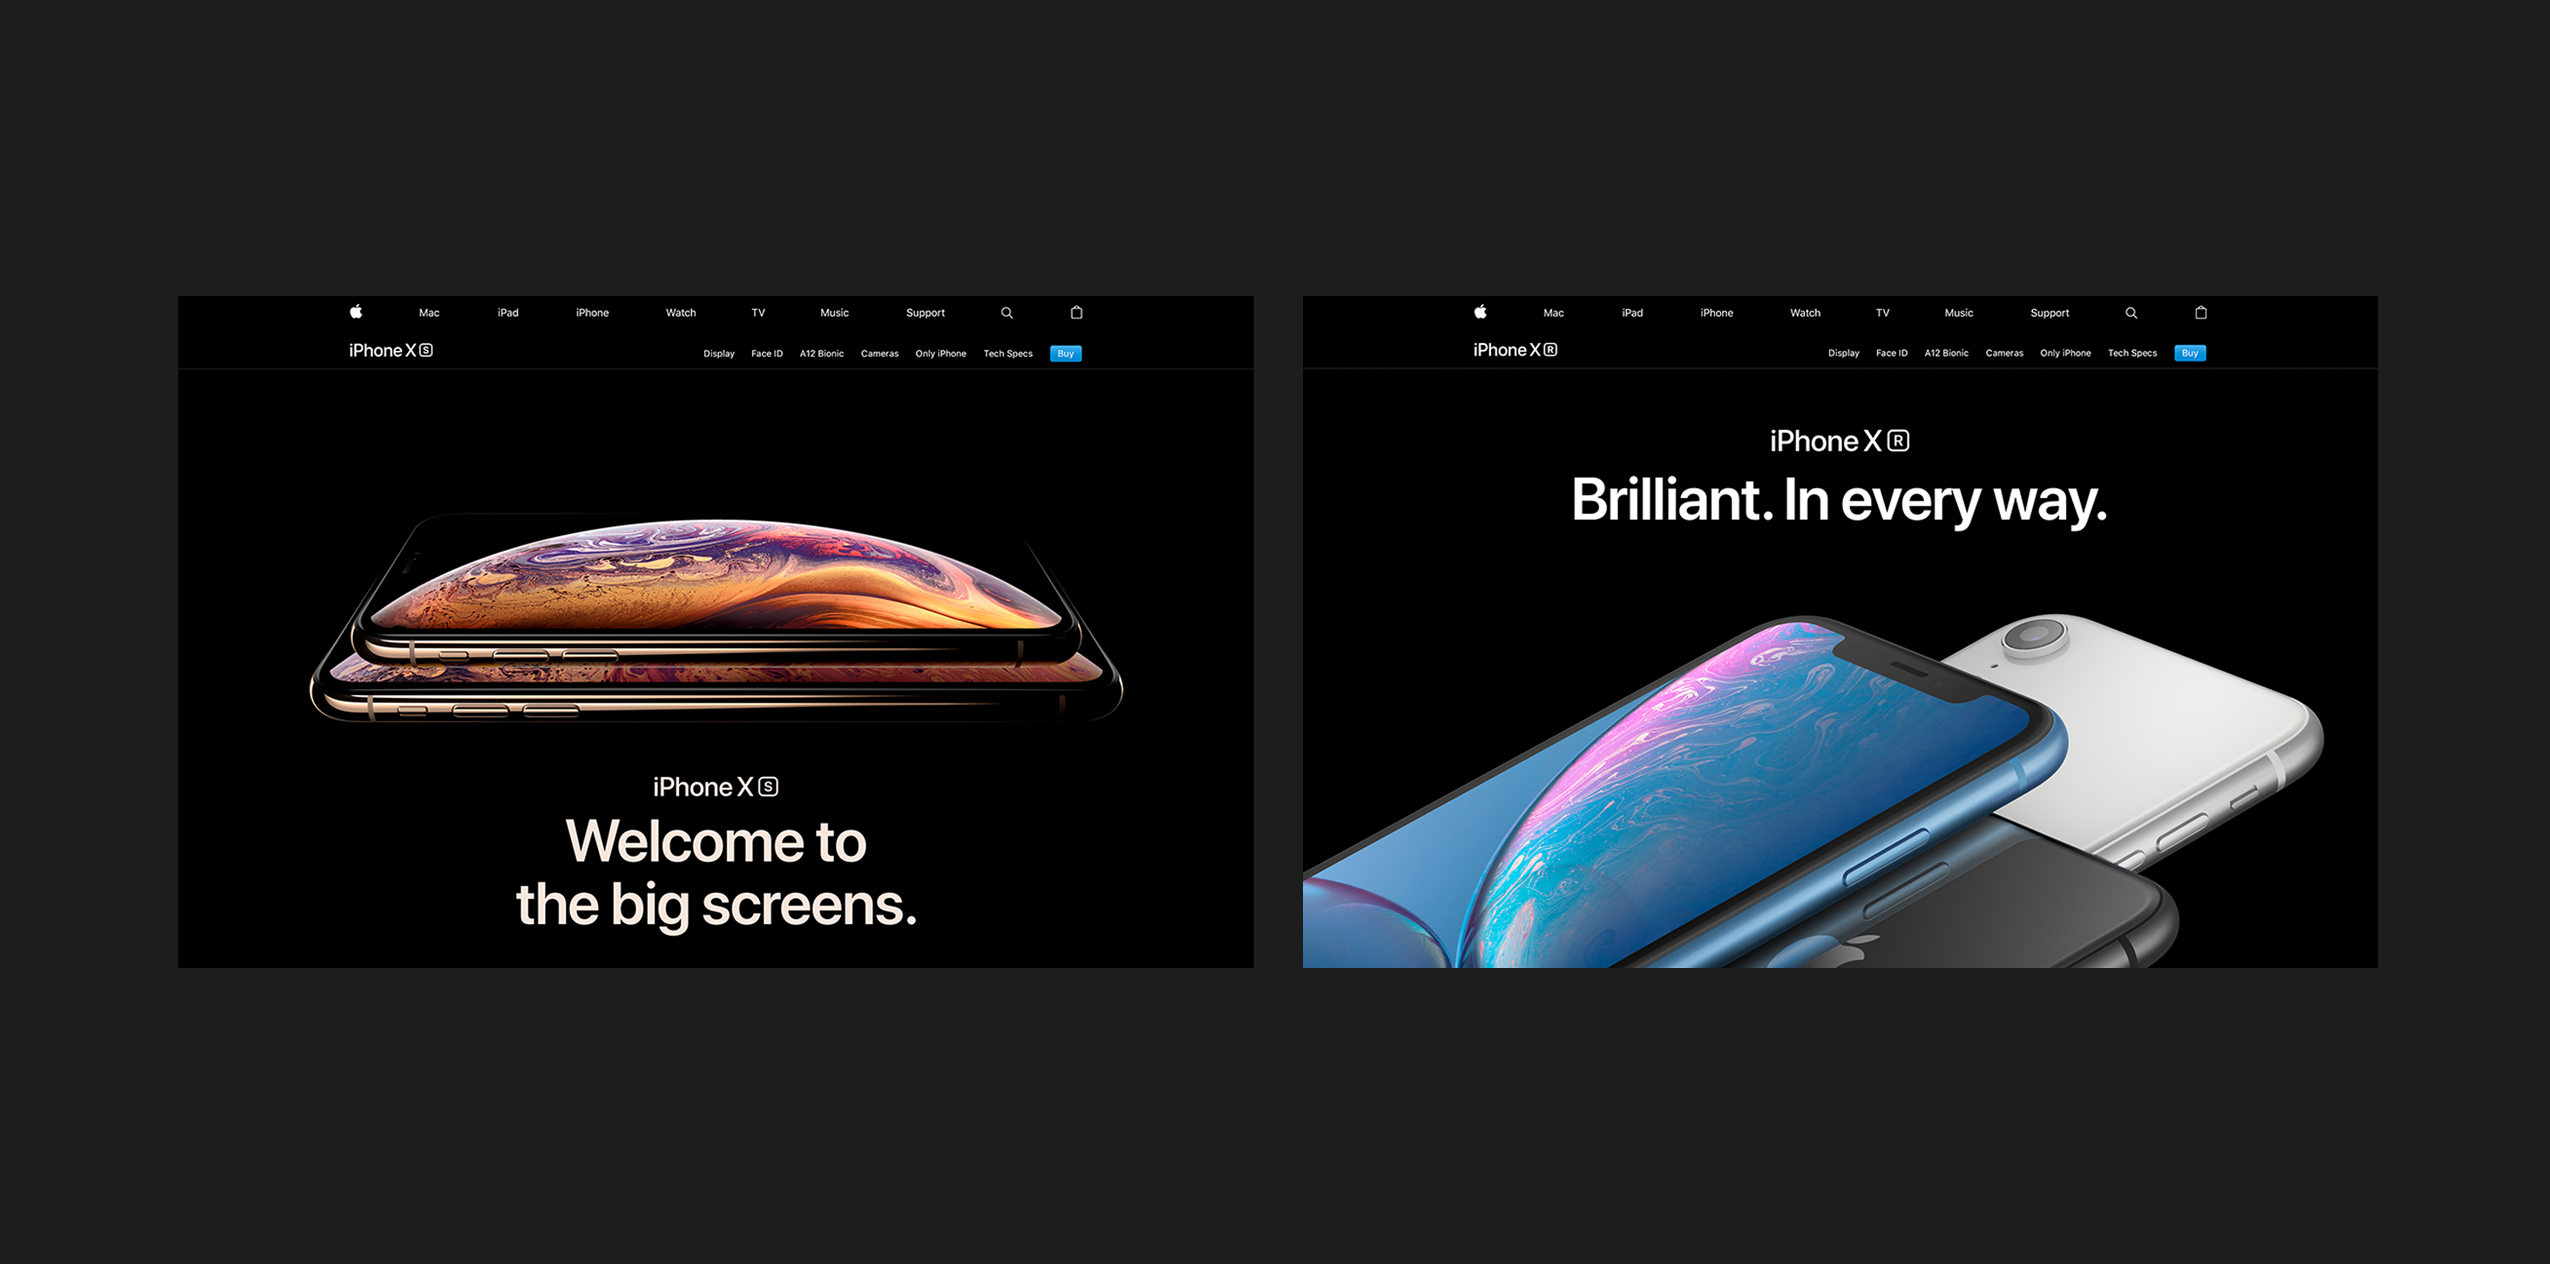 Mac iPad iPhone Watch TV Music Support
iPhone XS Display Face ID A12 Bionic Cameras Only iPhone Tech Specs Buy
iPhone XS
Welcome to
the big screens.
Mac iPad iPhone Watch TV Music Support
iPhone XR Display Face ID A12 Bionic Cameras Only iPhone Tech Specs Buy
iPhone XR
Brilliant. In every way.